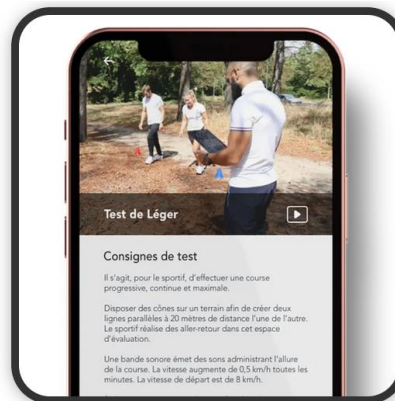 Test de Léger
Consignes de test
Il s'agit, pour le sportif, d'effectuer une course
progressive, continue et maximale.
Disposer des cônes sur un terrain afin de créer deux
lignes parallèles à 20 mètres de distance l'une de l'autre.
Le sportif réalise des aller-retour dans cet espace
d'évaluation.
Une bande sonore émet des sons administrant l'allure
de la course. La vitesse augmente de 0,5 km/h toutes les
minutes. La vitesse de départ est de 8 km/h.